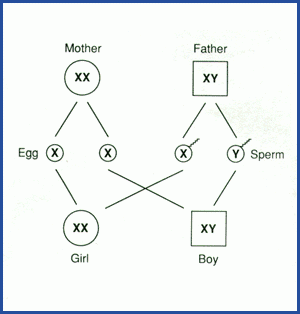 Mother Father
XX XY
Egg X X X Y Sperm
XX XY
Girl Boy